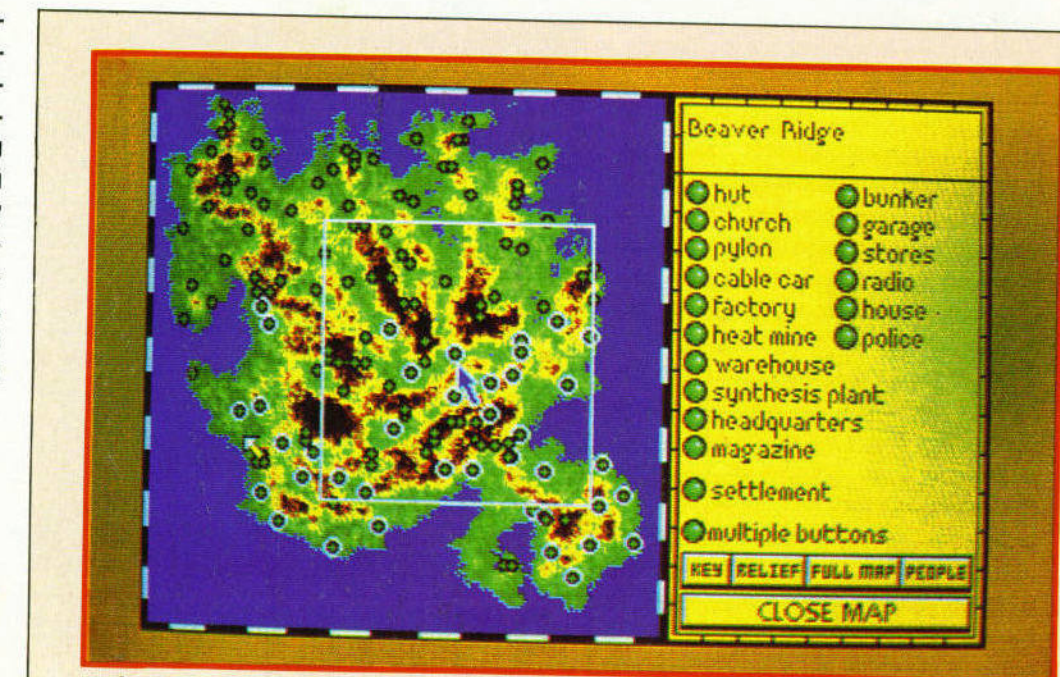 Beaver Ridge
hut
church
pylon
cable car
factory
heat mine
warehouse
synthesis plant
headquarters
magazine
settlement
multiple buttons
bunker
garage
stores
radio
house
police
KEY RELIEF FULL MAP PEOPLE
CLOSE MAP